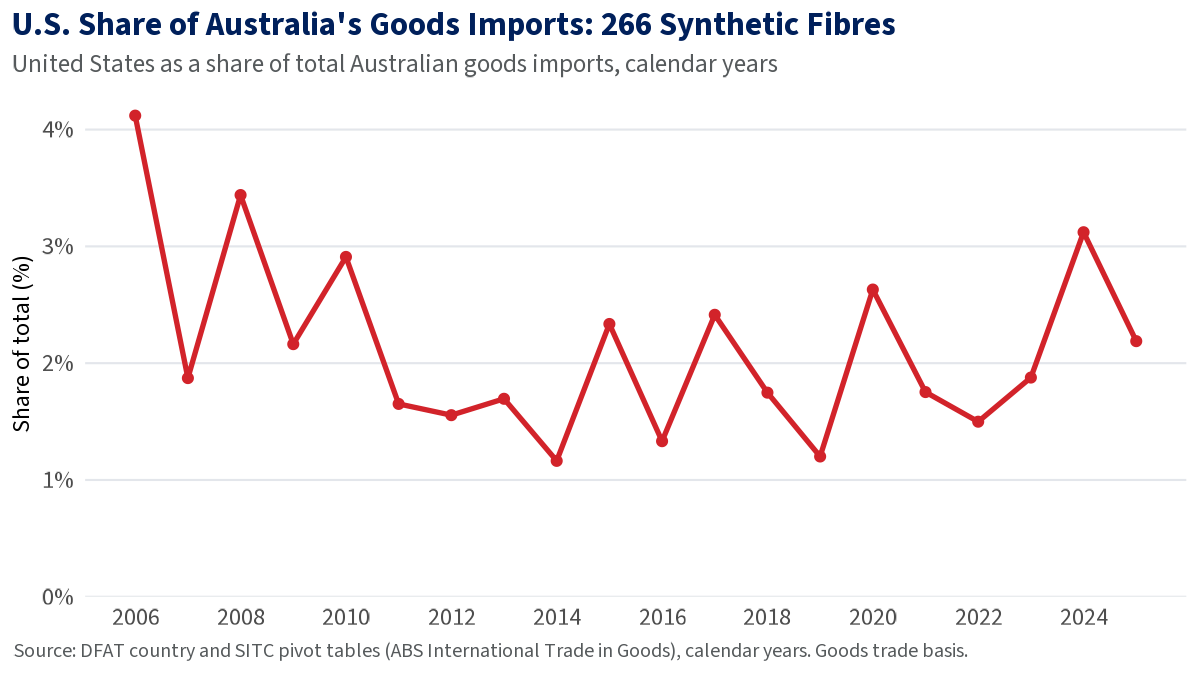 U.S. Share of Australia's Goods Imports: 266 Synthetic Fibres
United States as a share of total Australian goods imports, calendar years
Share of total (%)
4%
3%
2%
1%
0%
2006 2008 2010 2012 2014 2016 2018 2020 2022 2024
Source: DFAT country and SITC pivot tables (ABS International Trade in Goods), calendar years. Goods trade basis.